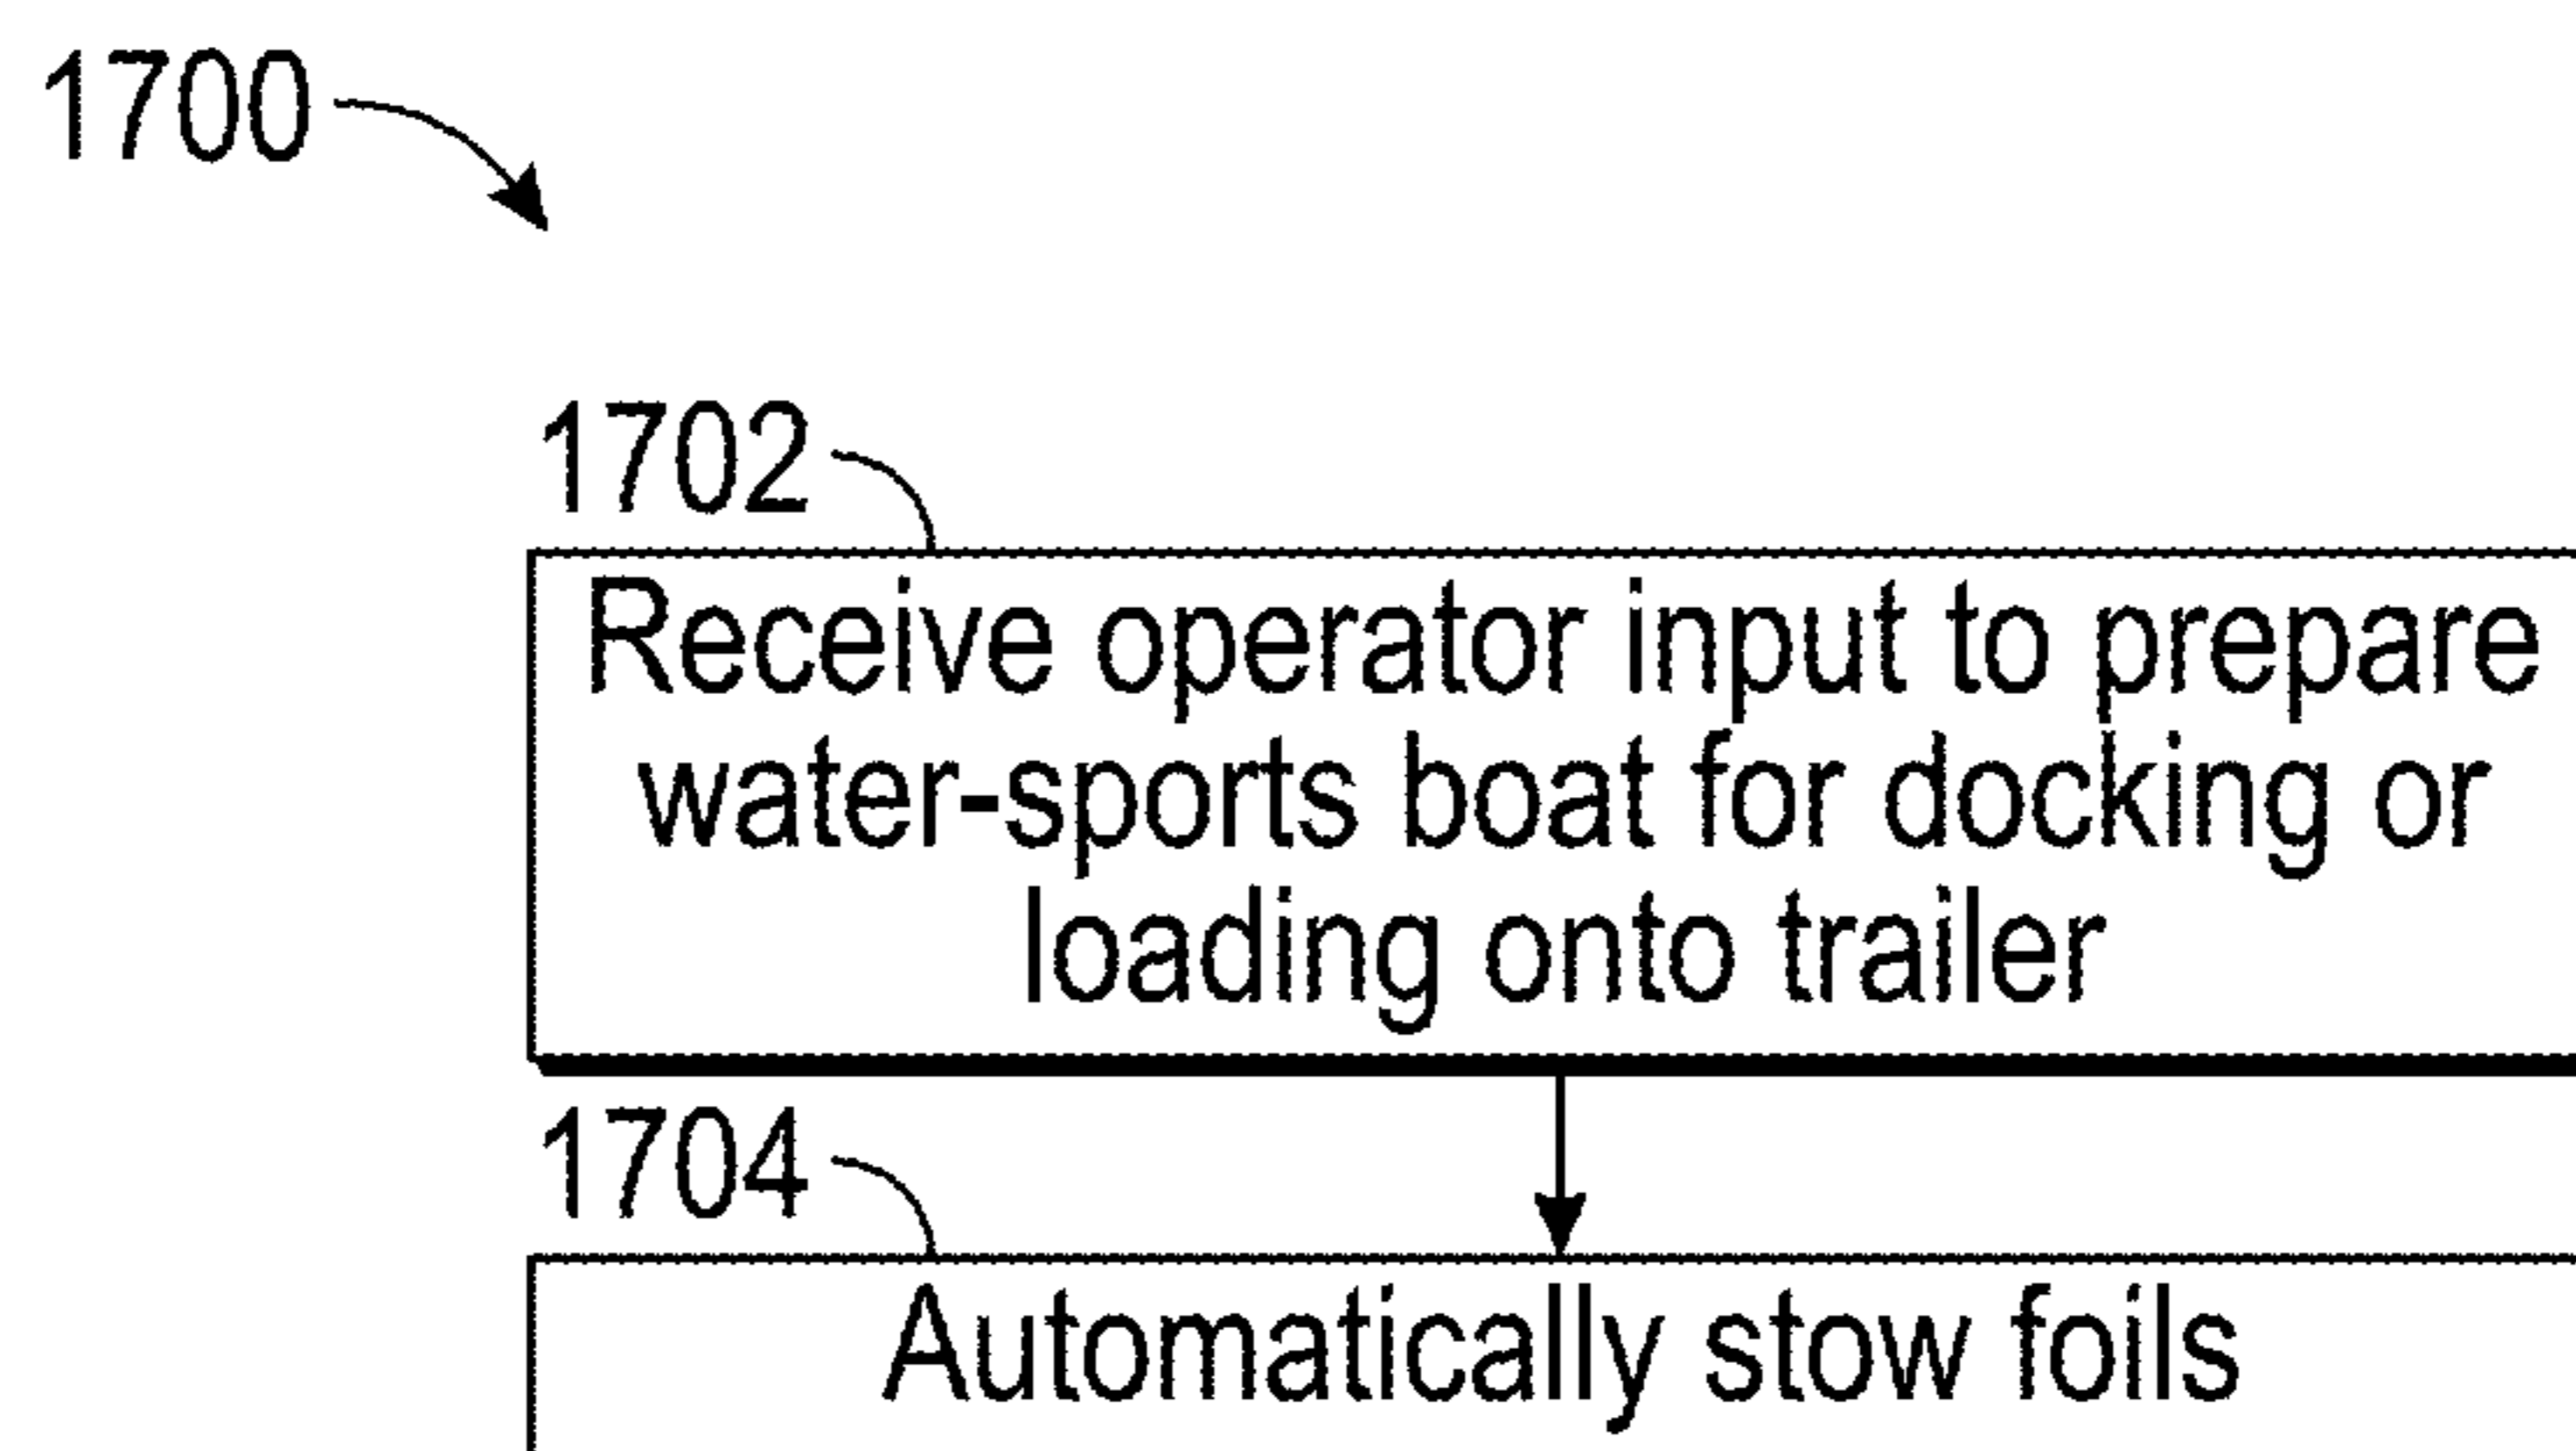 1700
1702
Receive operator input to prepare
water-sports boat for docking or
loading onto trailer
1704
Automatically stow foils